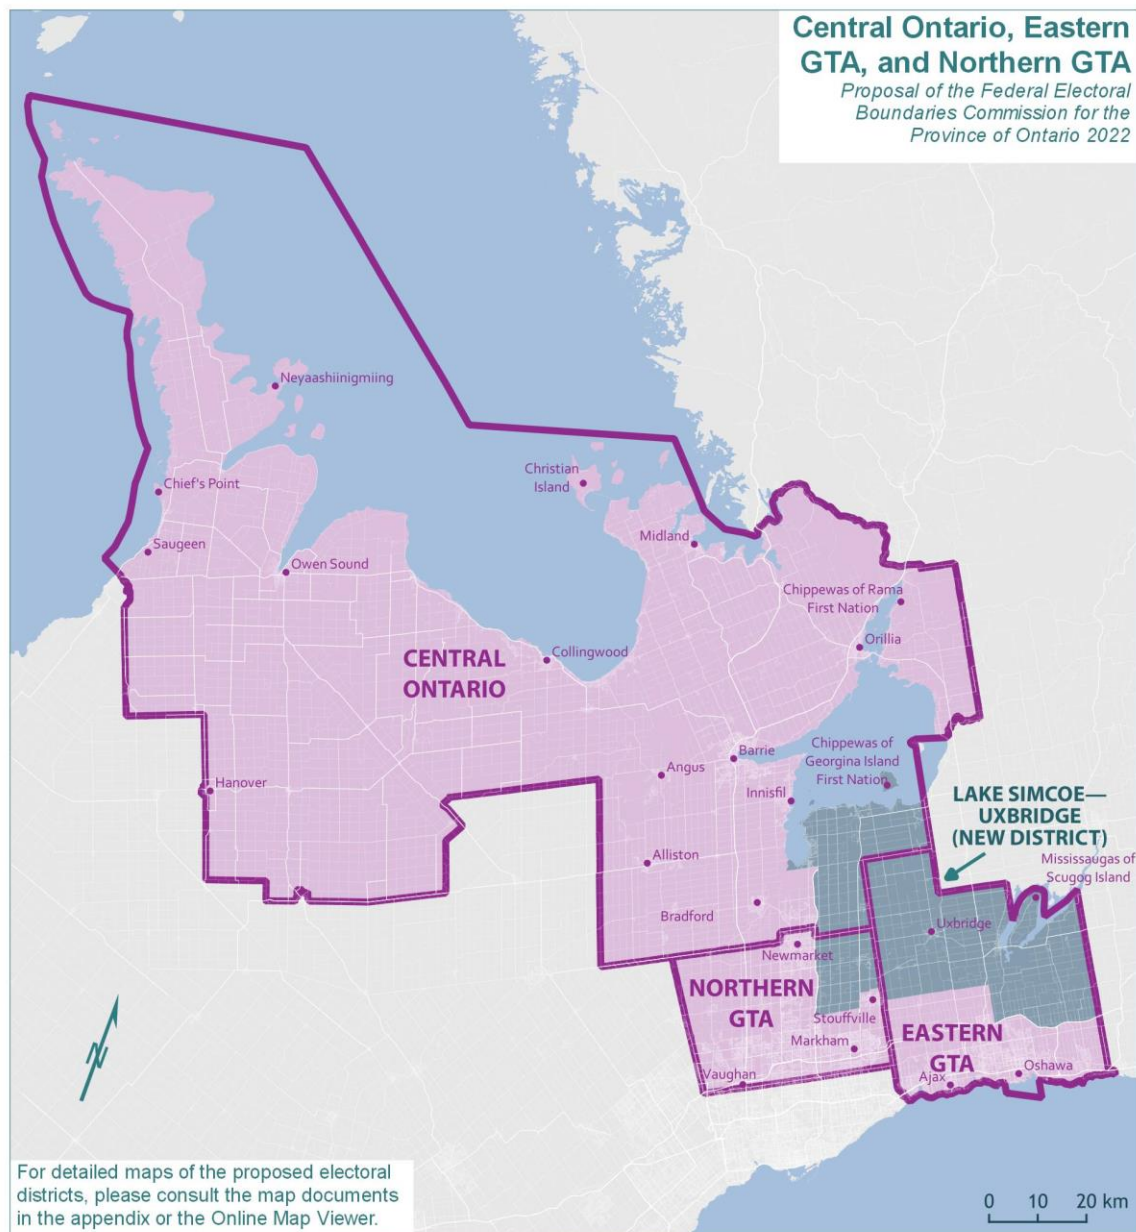 Central Ontario, Eastern
GTA, and Northern GTA
Proposal of the Federal Electoral
Boundaries Commission for the
Province of Ontario 2022
Neyaashiinigmiing
Christian
Island
Chief's Point
Saugeen
Midland
Owen Sound
Chippewas of Rama
First Nation
Orillia
CENTRAL
ONTARIO
Collingwood
Barrie
Chippewas of
Georgina Island
First Nation
Angus
Hanover
Innisfil
LAKE SIMCOE—
UXBRIDGE
(NEW DISTRICT)
Alliston
Mississaugas of
Scugog Island
Bradford
Uxbridge
Newmarket
NORTHERN
GTA
Stouffville
EASTERN
GTA
Markham
Vaughan
Ajax
Oshawa
N
For detailed maps of the proposed electoral
districts, please consult the map documents
in the appendix or the Online Map Viewer.
0 10 20 km